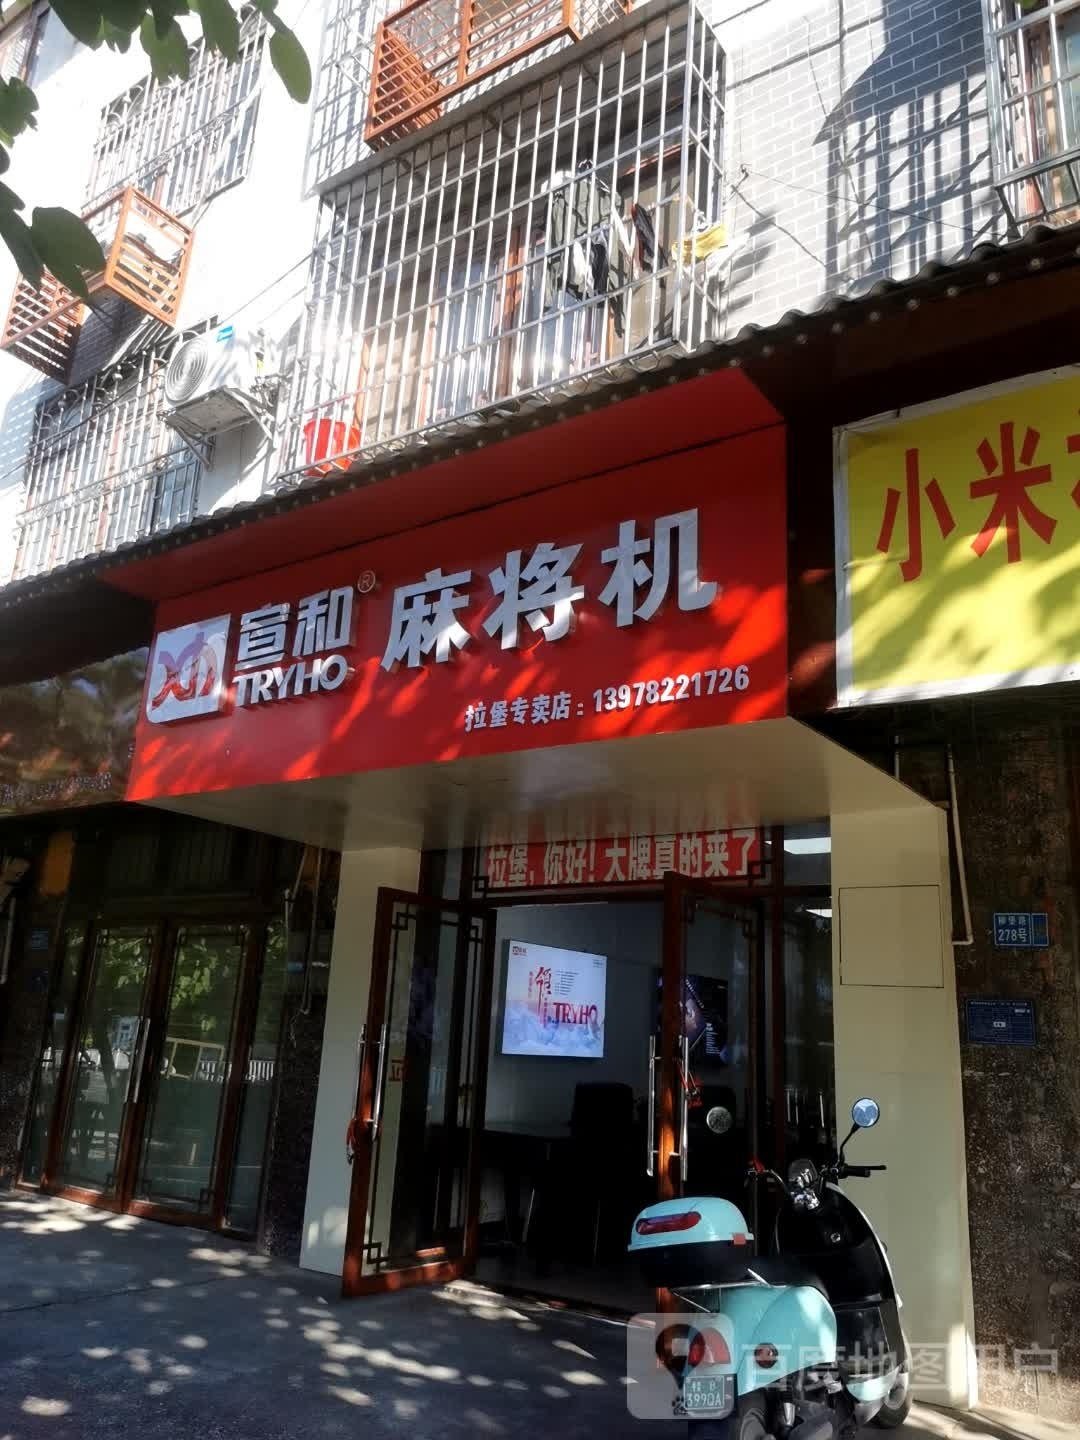 宣和® 麻将机
TRYHO
拉堡专卖店：13978221726
小米
拉堡，你好！大牌真的来了
领
TRYHO
柳堡路
278号
399QA
百度地图用户